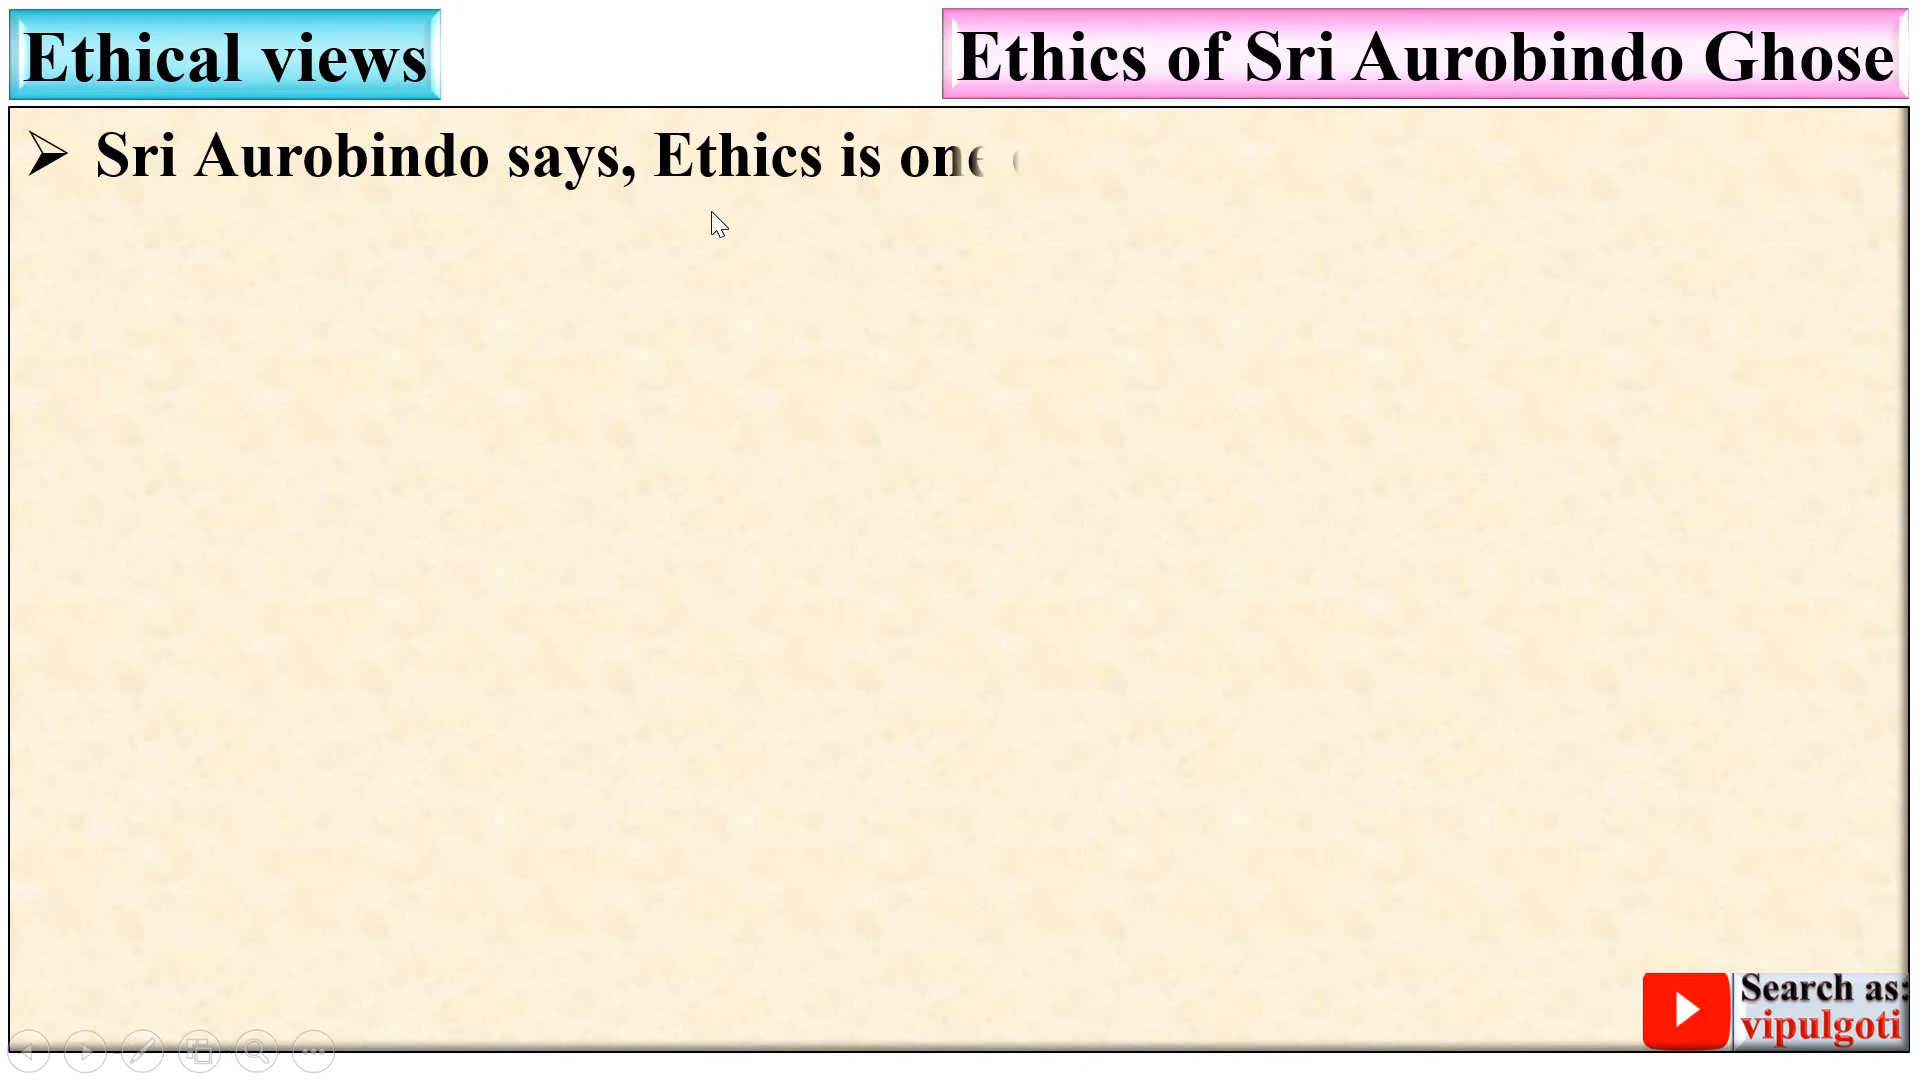 Ethical views
Ethics of Sri Aurobindo Ghose
➢ Sri Aurobindo says, Ethics is one
Search as:
vipulgoti